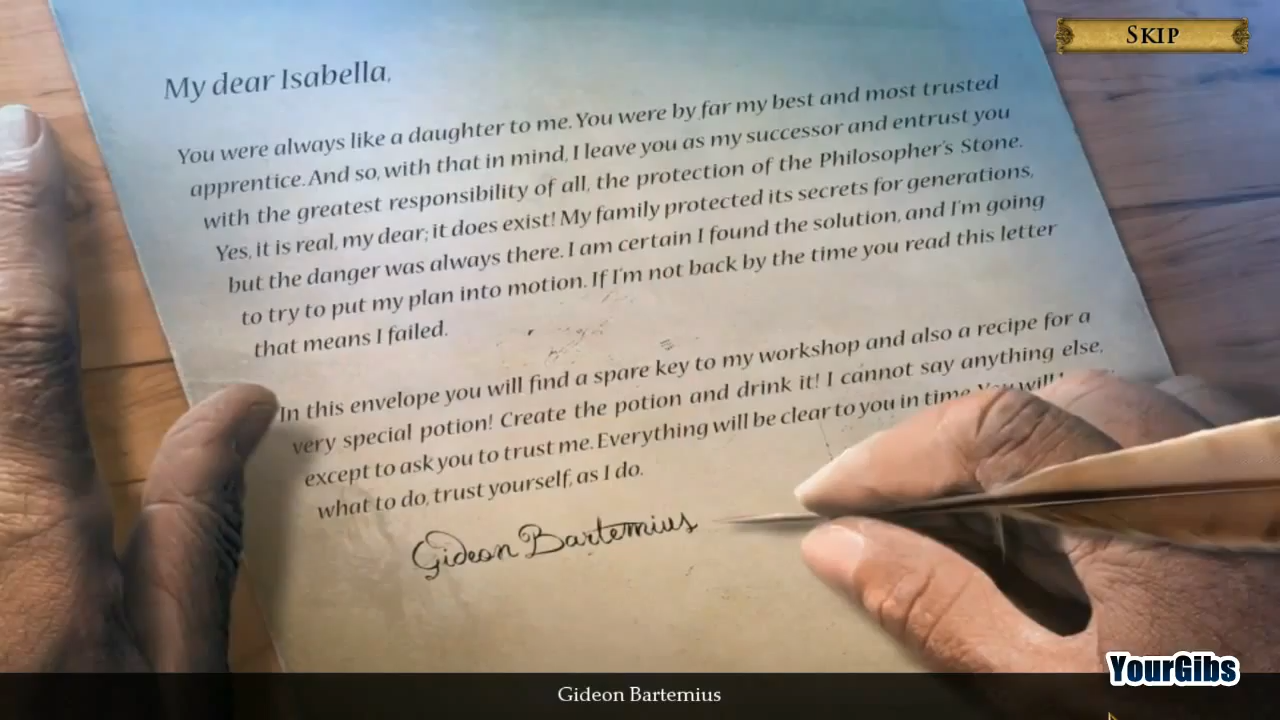 SKIP
My dear Isabella,
You were always like a daughter to me. You were by far my best and most trusted
apprentice. And so, with that in mind, I leave you as my successor and entrust you
with the greatest responsibility of all, the protection of the Philosopher's Stone.
Yes, it is real, my dear; it does exist! My family protected its secrets for generations,
but the danger was always there. I am certain I found the solution, and I'm going
to try to put my plan into motion. If I'm not back by the time you read this letter
that means I failed.
In this envelope you will find a spare key to my workshop and also a recipe for a
very special potion! Create the potion and drink it! I cannot say anything else,
except to ask you to trust me. Everything will be clear to you in time. You will
what to do, trust yourself, as I do.
Gideon Bartemius
YourGibs
Gideon Bartemius